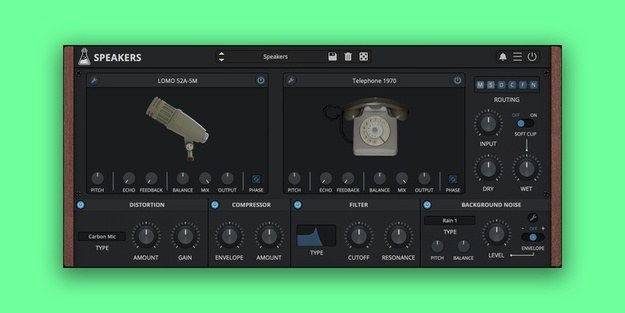 SPEAKERS
Speakers
LOMO 52A-5M
Telephone 1970
M S D C F N
ROUTING
OFF ON
SOFT CLIP
INPUT
DRY
WET
PITCH ECHO FEEDBACK BALANCE MIX OUTPUT PHASE
PITCH ECHO FEEDBACK BALANCE MIX OUTPUT PHASE
DISTORTION
COMPRESSOR
FILTER
BACKGROUND NOISE
Carbon Mic
TYPE
AMOUNT
GAIN
ENVELOPE
AMOUNT
TYPE
CUTOFF
RESONANCE
Rain 1
TYPE
PITCH
BALANCE
LEVEL
- OFF +
ENVELOPE